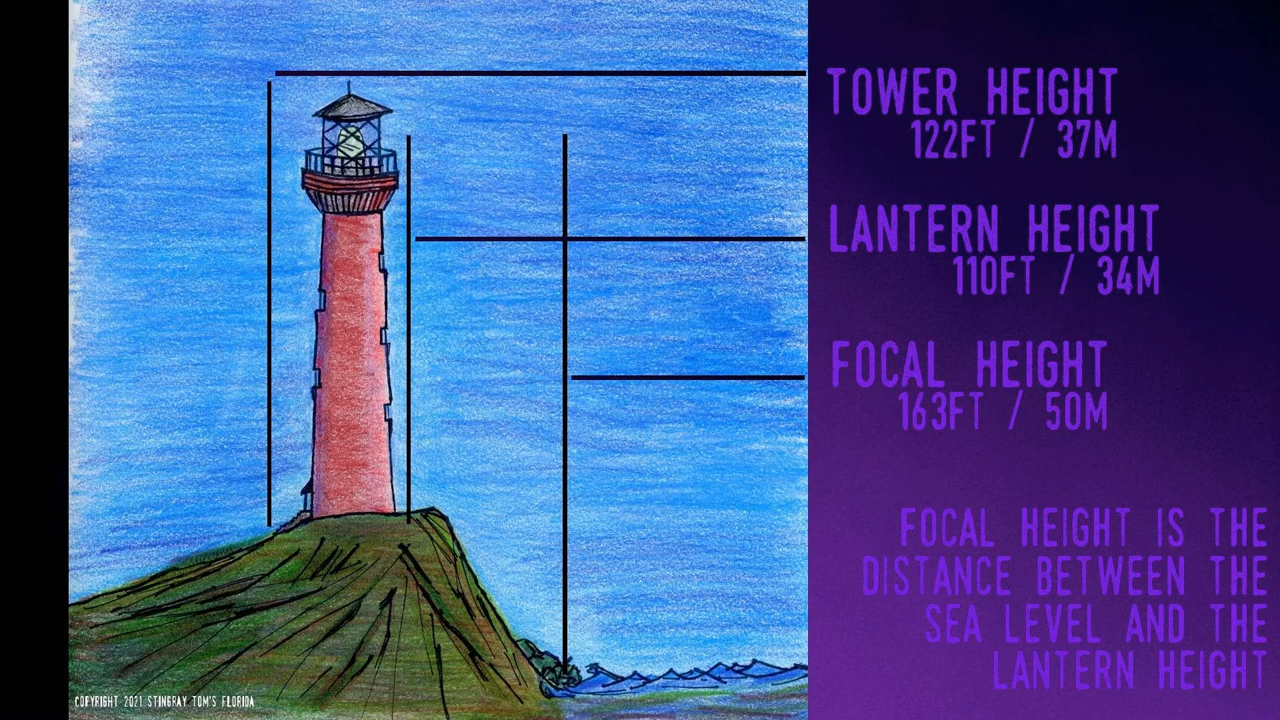 TOWER HEIGHT
122FT / 37M
LANTERN HEIGHT
110FT / 34M
FOCAL HEIGHT
163FT / 50M
FOCAL HEIGHT IS THE
DISTANCE BETWEEN THE
SEA LEVEL AND THE
LANTERN HEIGHT
COPYRIGHT 2021 STINGRAY TOM'S FLORIDA